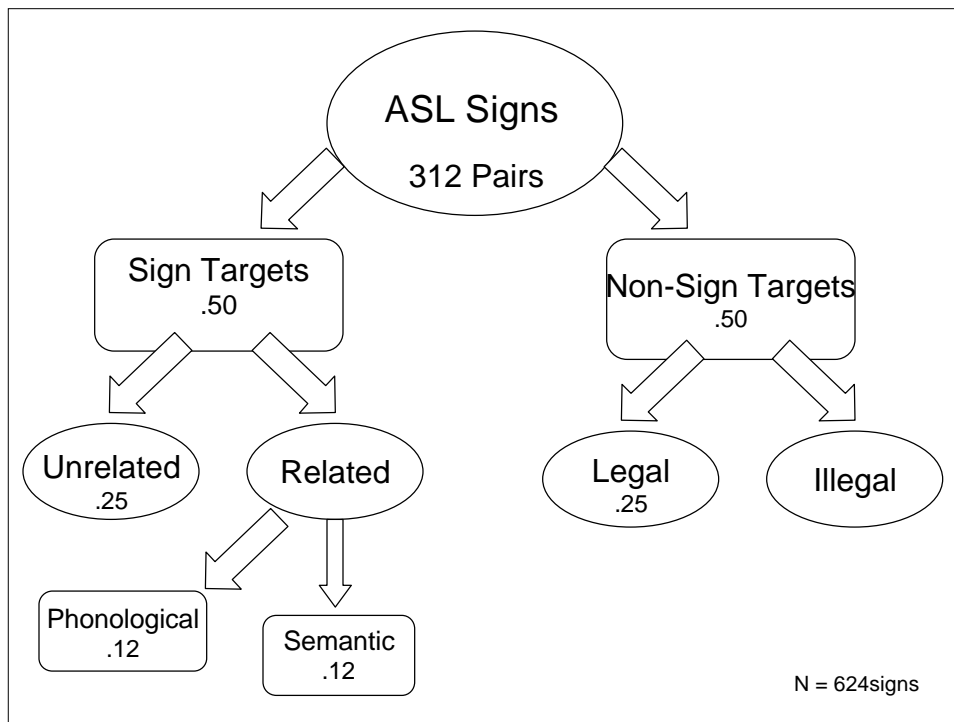 ASL Signs
312 Pairs
Sign Targets
.50
Non-Sign Targets
.50
Unrelated
.25
Related
Legal
.25
Illegal
Phonological
.12
Semantic
.12
N = 624signs